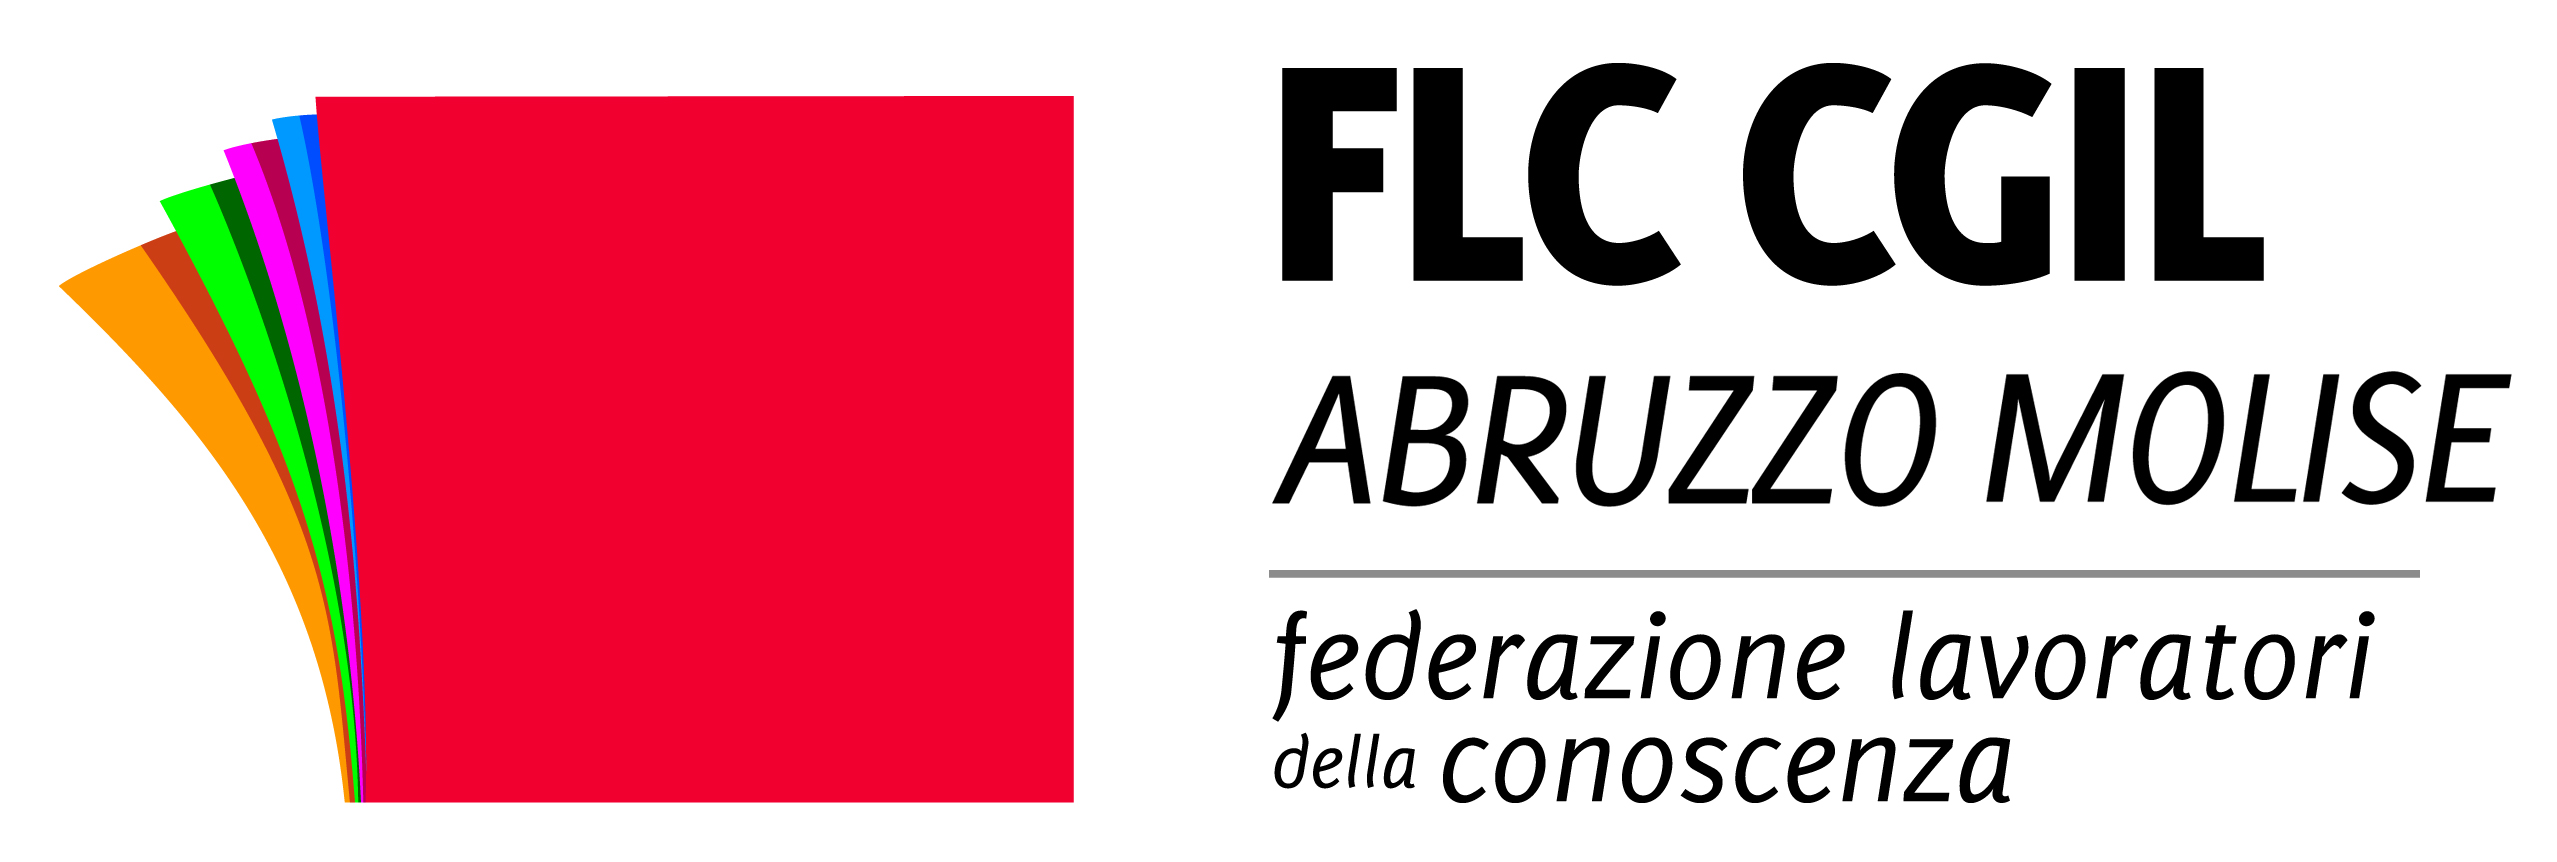 FLC CGIL
ABRUZZO MOLISE
federazione lavoratori
della conoscenza